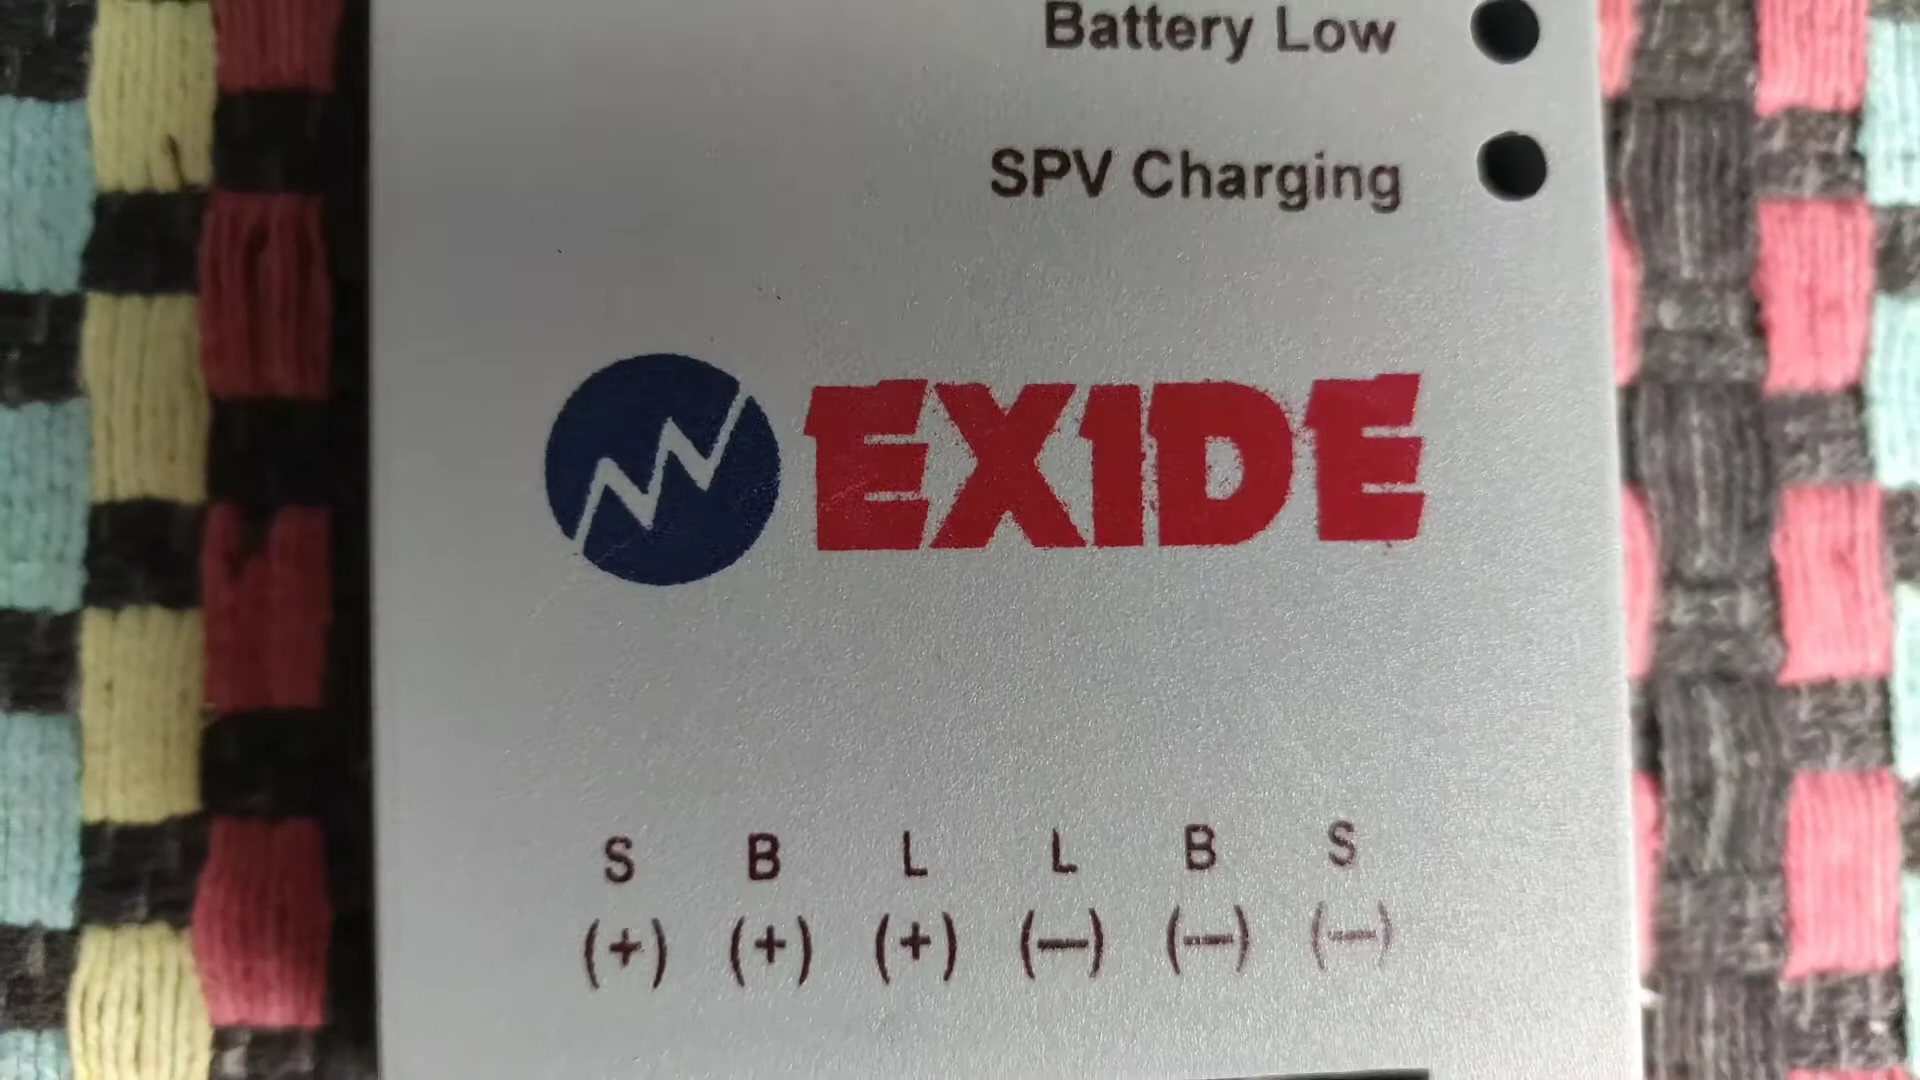 Battery Low
SPV Charging
EXIDE
S B L L B S
(+) (+) (+) (—) (—) (—)